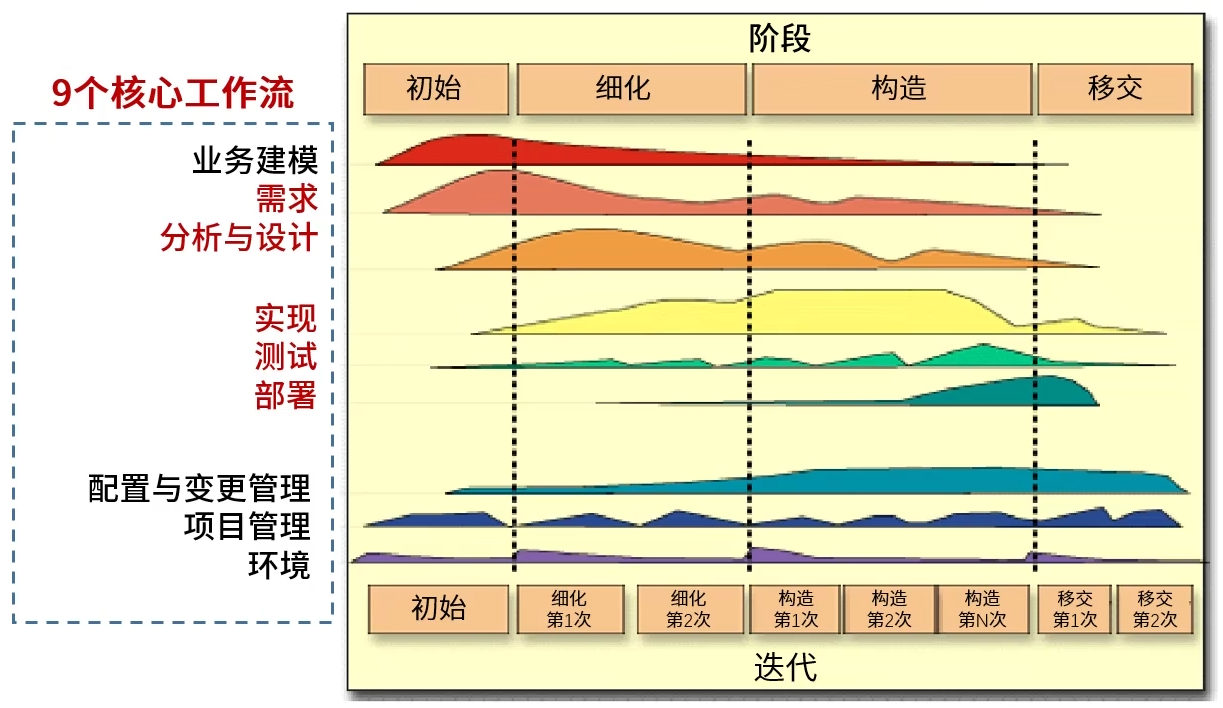 阶段
初始
细化
构造
移交
9个核心工作流
业务建模
需求
分析与设计
实现
测试
部署
配置与变更管理
项目管理
环境
初始
细化
第1次
细化
第2次
构造
第1次
构造
第2次
构造
第N次
移交
第1次
移交
第2次
迭代